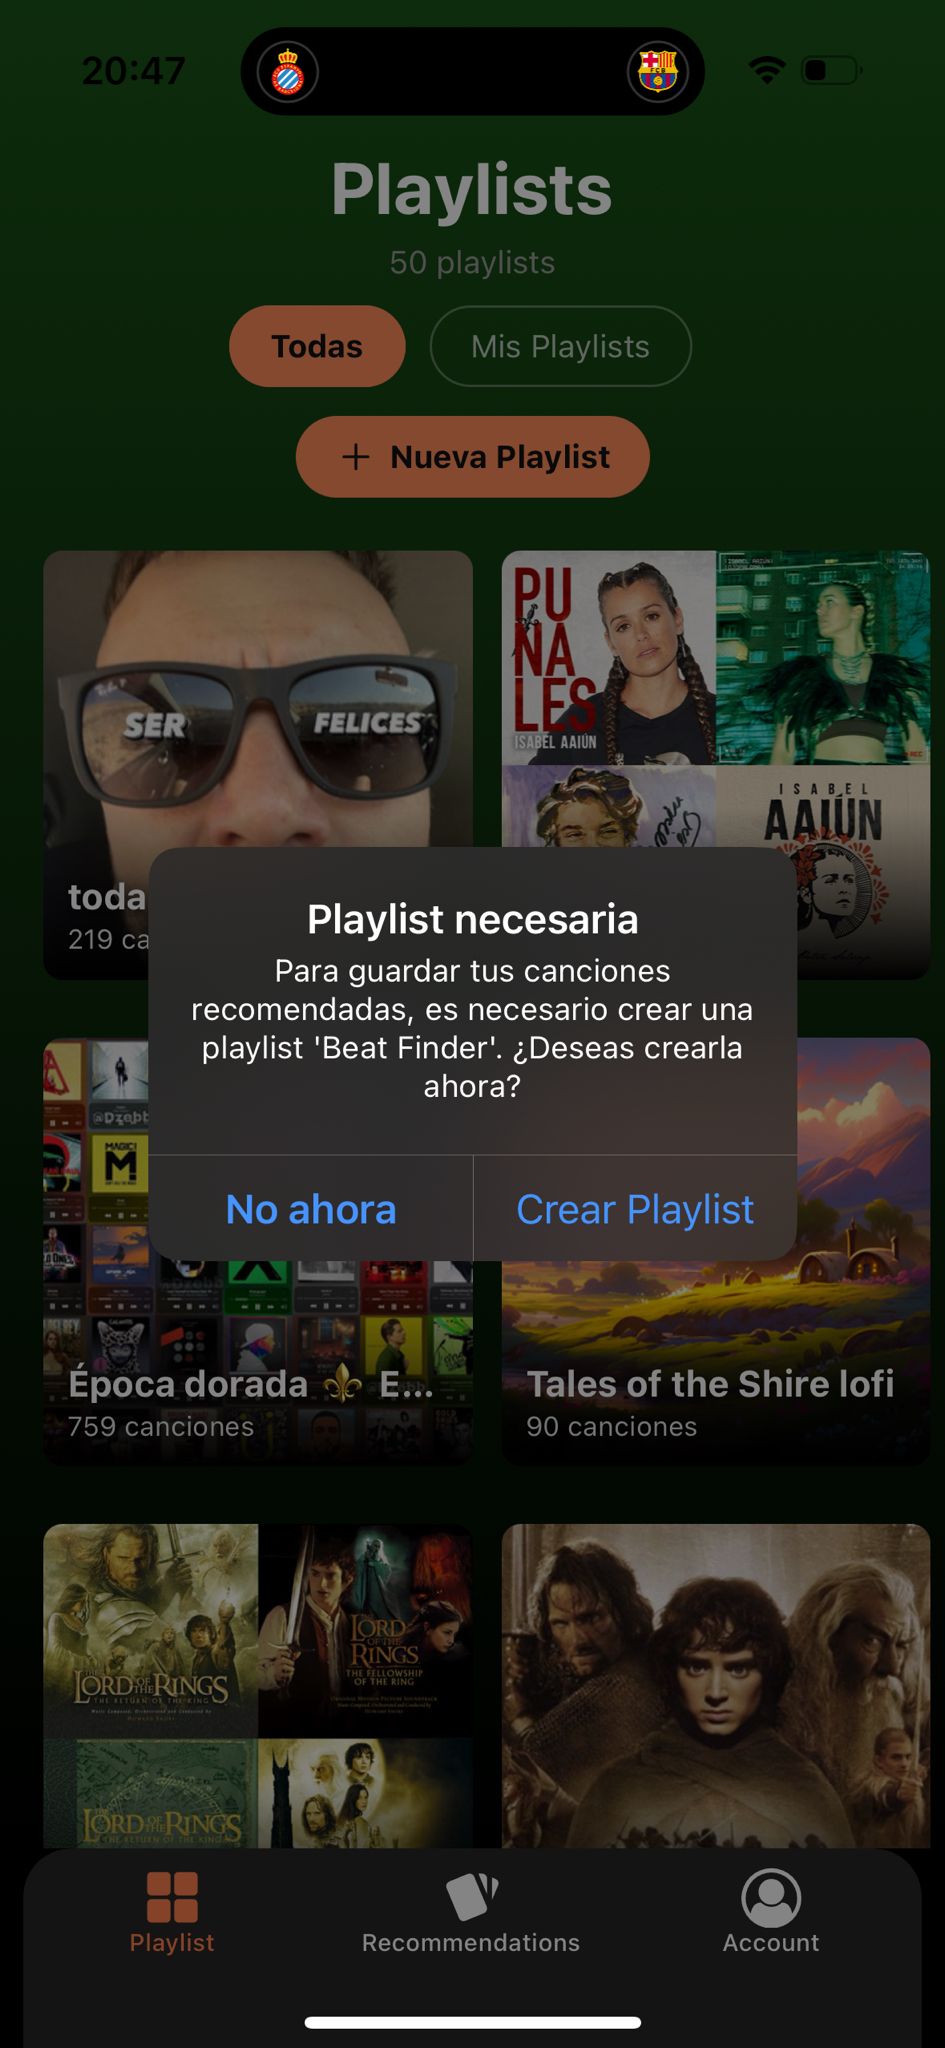 20:47
Playlists
50 playlists
Todas
Mis Playlists
+ Nueva Playlist
SER FELICES
PU
ÑA
LES
ISABEL AAIÚN
ISABEL
AAIÚN
toda
219 ca
Playlist necesaria
Para guardar tus canciones
recomendadas, es necesario crear una
playlist 'Beat Finder'. ¿Deseas crearla
ahora?
No ahora
Crear Playlist
@Dzebb
MAGIC!
M
Época dorada ⚜️ E...
759 canciones
Tales of the Shire lofi
90 canciones
THE LORD OF THE RINGS
THE RETURN OF THE KING
THE LORD OF THE RINGS
THE FELLOWSHIP
OF THE RING
THE LORD OF THE RINGS
THE RETURN OF THE KING
Playlist
Recommendations
Account